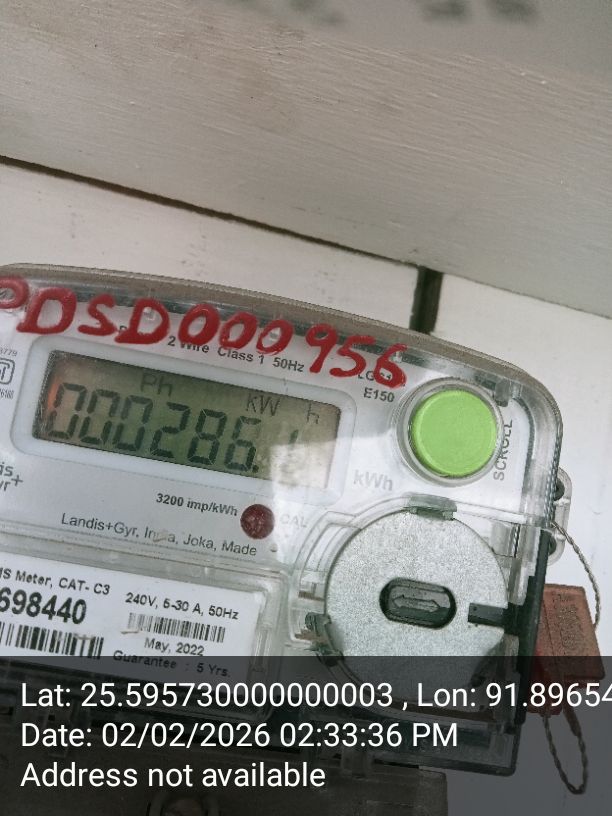 PDSD000956
2 Wire Class 1 50Hz
E150
Ph kW h
000286.1
SCROLL
kWh
3200 imp/kWh
CAL
Landis+Gyr, India, Joka, Made
MS Meter, CAT- C3
698440
240V, 5-30 A, 50Hz
May, 2022
Guarantee : 5 Yrs.
Lat: 25.595730000000003 , Lon: 91.89654
Date: 02/02/2026 02:33:36 PM
Address not available